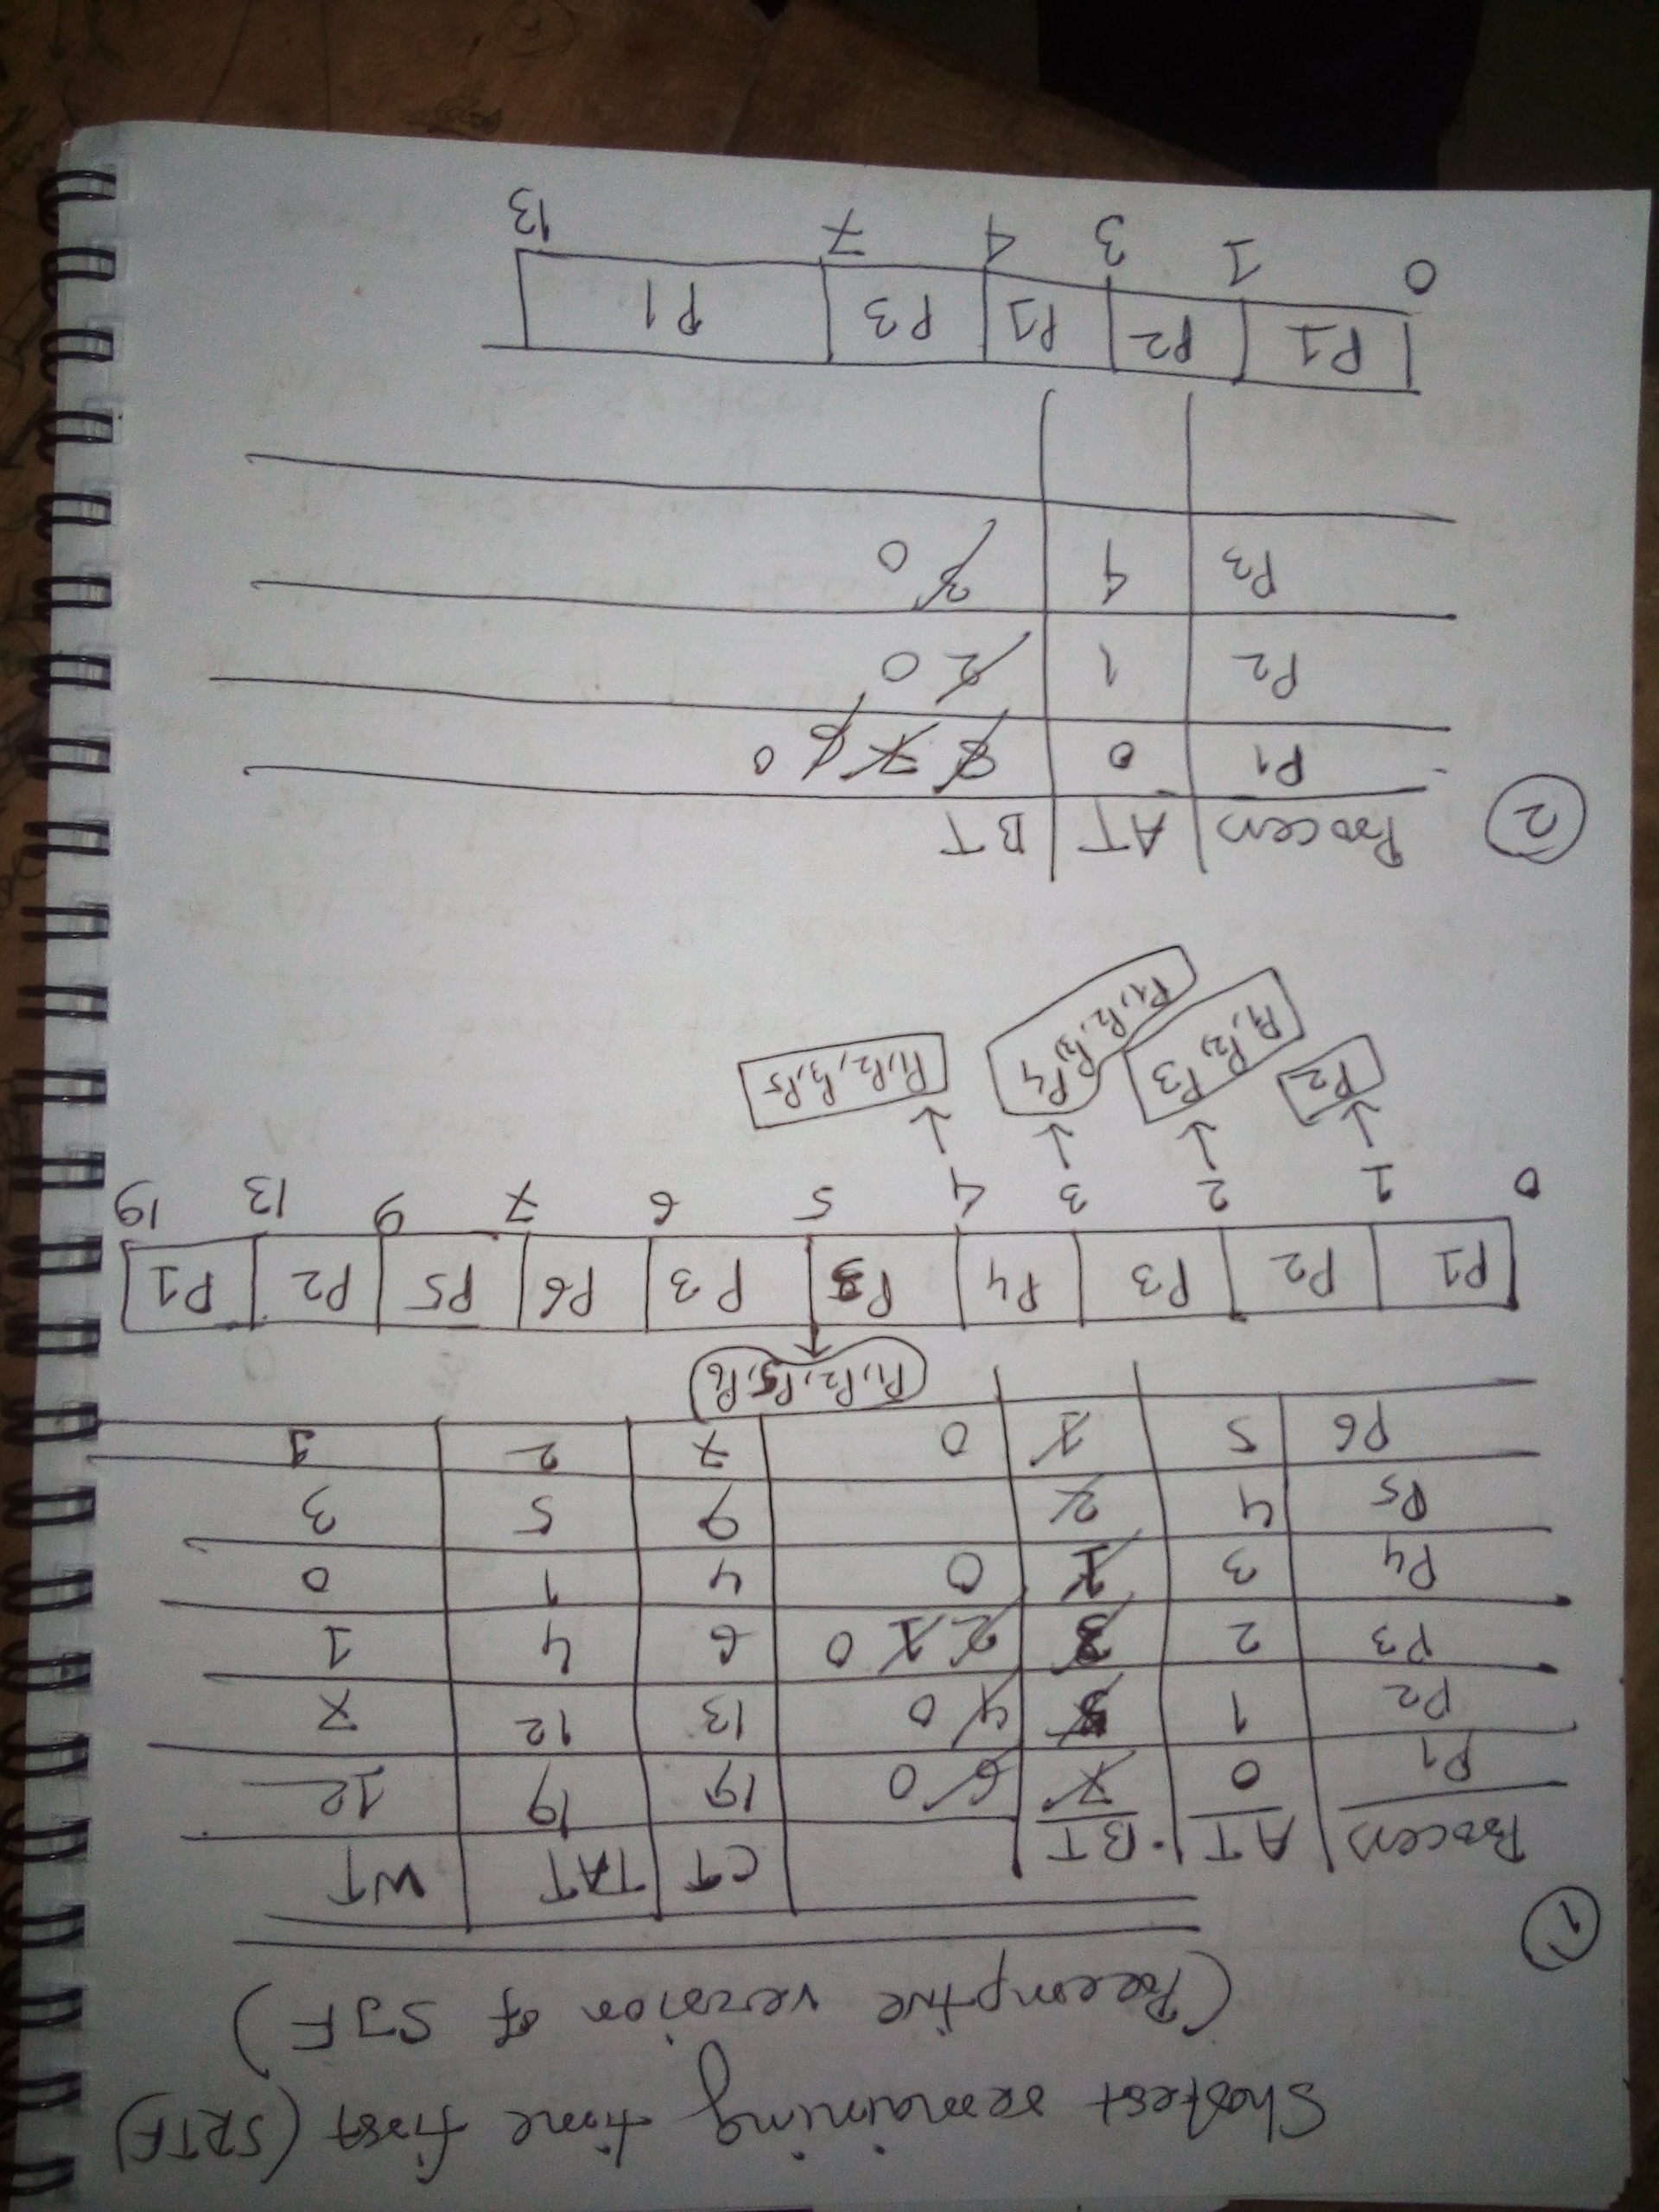 Shortest remaining time first (SRTF)
(Preemptive version of SJF)
1
Process AT BT CT TAT WT
P1 0 7 6 0 19 19 12
P2 1 5 4 0 13 12 7
P3 2 3 2 1 0 6 4 1
P4 3 1 0 4 1 0
P5 4 2 9 5 3
P6 5 1 0 7 2 1
P1, P2, P5, P6
P1 P2 P3 P4 P3 P3 P6 P5 P2 P1
0 1 2 3 4 5 6 7 9 13 19
P2
P1, P2, P3
P1, P2, P3, P4
P1, P2, P3, P5
2
Process AT BT
P1 0 8 7 6 0
P2 1 2 0
P3 4 3 0
P1 P2 P1 P3 P1
0 1 3 4 7 13